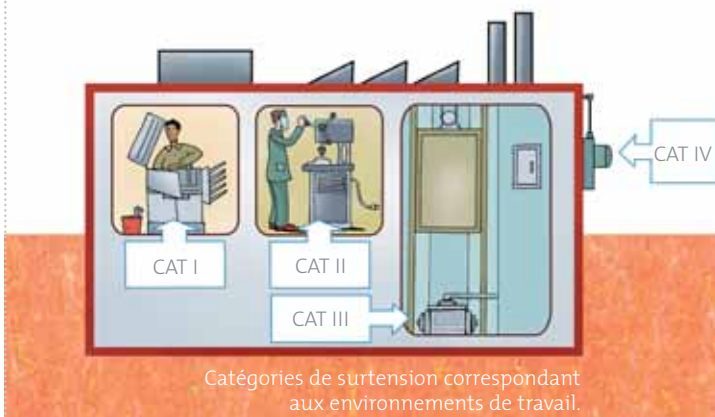 CAT IV
CAT I
CAT II
CAT III
Catégories de surtension correspondant
aux environnements de travail.